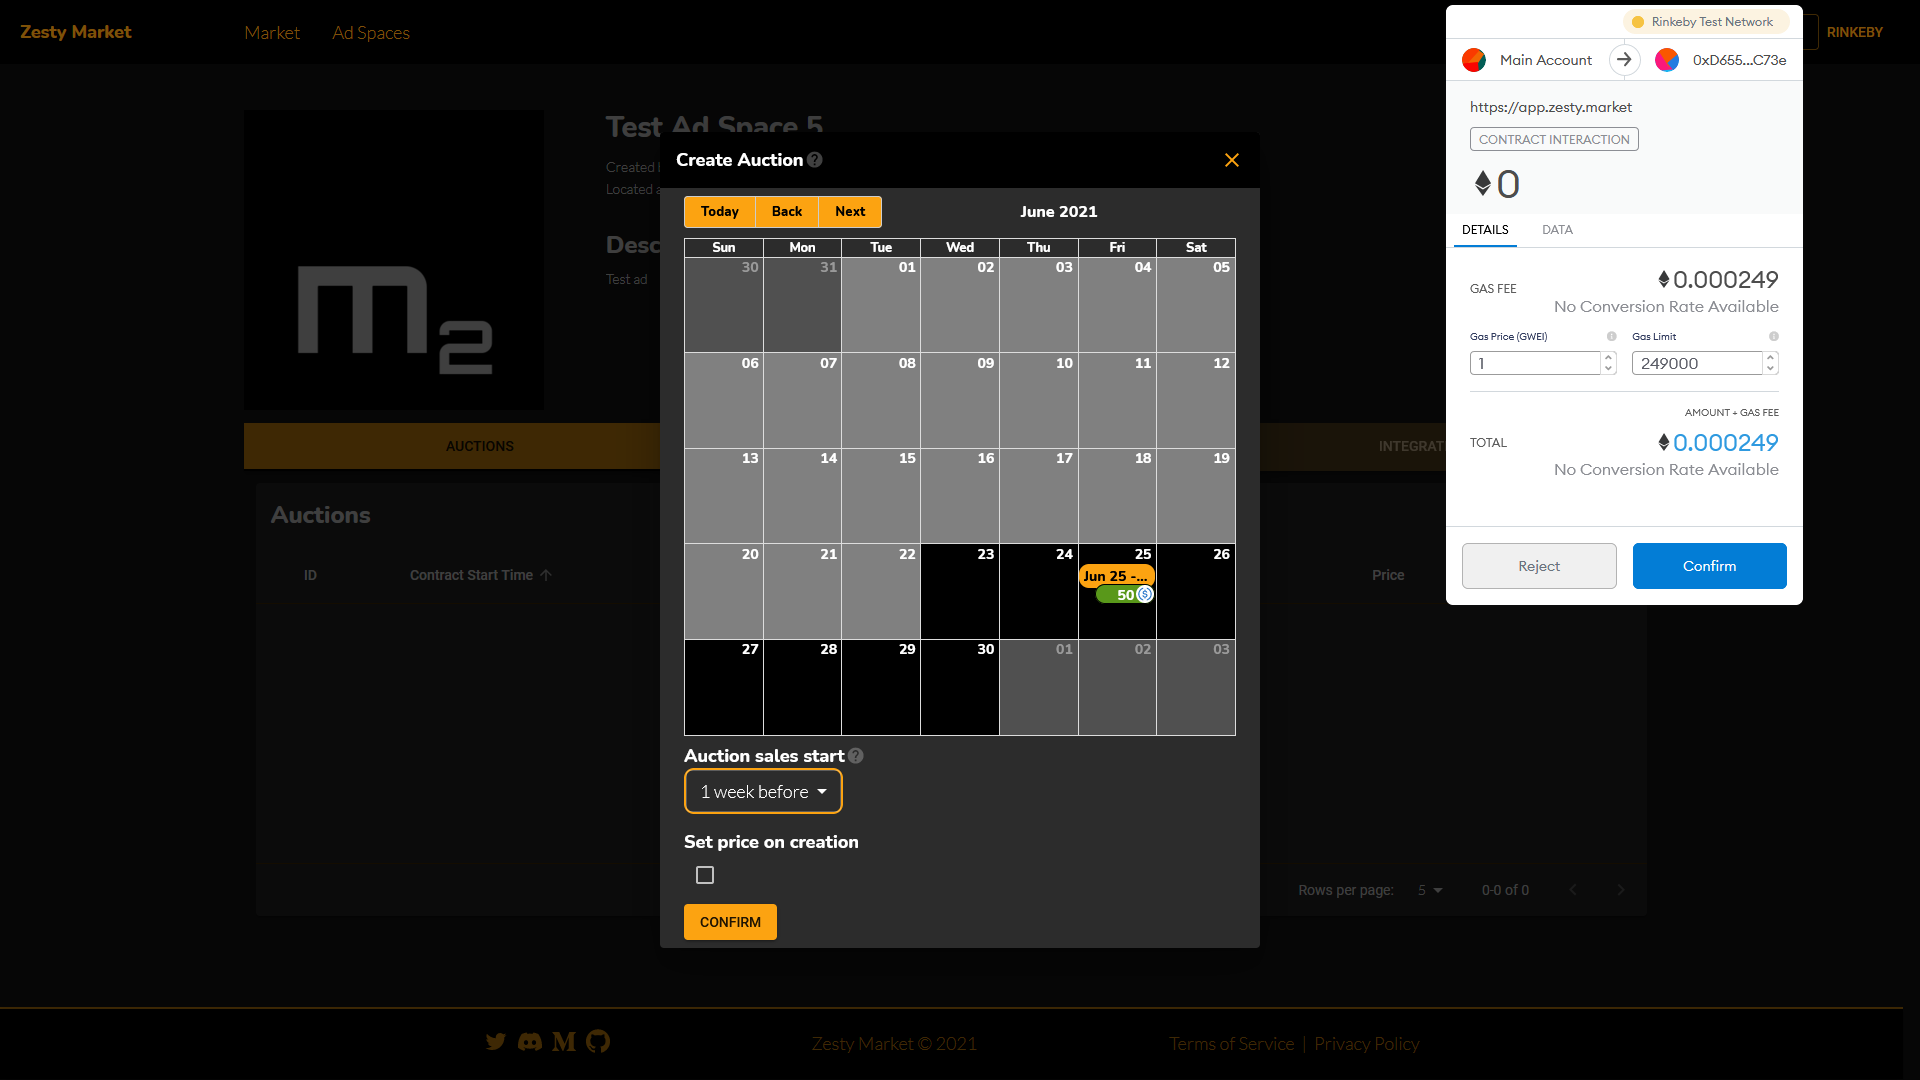 Zesty Market
Market
Ad Spaces
RINKEBY
Test Ad Space 5
Created
Located
Desc
Test ad
m2
AUCTIONS
INTEGRAT
Auctions
ID
Contract Start Time
Price
Rows per page:
5
0-0 of 0
Create Auction ?
Today
Back
Next
June 2021
Sun Mon Tue Wed Thu Fri Sat
30 31 01 02 03 04 05
06 07 08 09 10 11 12
13 14 15 16 17 18 19
20 21 22 23 24 25 26
Jun 25 -...
50
27 28 29 30 01 02 03
Auction sales start ?
1 week before
Set price on creation
CONFIRM
Rinkeby Test Network
Main Account
0xD655...C73e
https://app.zesty.market
CONTRACT INTERACTION
0
DETAILS
DATA
GAS FEE
0.000249
No Conversion Rate Available
Gas Price (GWEI)
Gas Limit
1
249000
AMOUNT + GAS FEE
TOTAL
0.000249
No Conversion Rate Available
Reject
Confirm
Zesty Market © 2021
Terms of Service | Privacy Policy